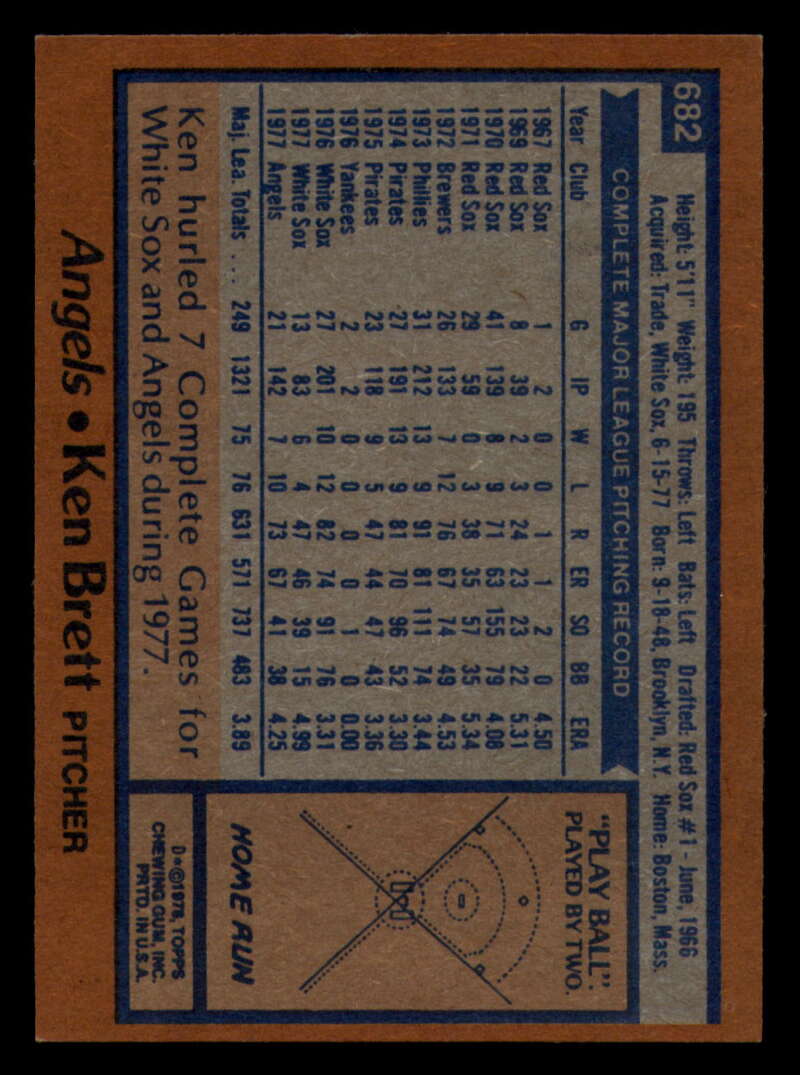 682
Height: 5'11" Weight: 195 Throws: Left Bats: Left Drafted: Red Sox #1 - June, 1966
Acquired: Trade, White Sox, 6-15-77 Born: 9-18-48, Brooklyn, N.Y. Home: Boston, Mass.
COMPLETE MAJOR LEAGUE PITCHING RECORD
Year Club G IP W L R ER SO BB ERA
1967 Red Sox 1 2 0 0 1 1 2 0 4.50
1969 Red Sox 8 39 2 3 24 23 23 22 5.31
1970 Red Sox 41 139 8 9 71 63 155 79 4.08
1971 Red Sox 29 59 0 3 38 35 57 35 5.34
1972 Brewers 26 133 7 12 76 67 74 49 4.53
1973 Phillies 31 212 13 9 91 81 111 74 3.44
1974 Pirates 27 191 13 9 81 70 96 52 3.30
1975 Pirates 23 118 9 5 47 44 47 43 3.36
1976 Yankees 2 2 0 0 0 0 1 0 0.00
1976 White Sox 27 201 10 12 82 74 91 76 3.31
1977 White Sox 13 83 6 4 47 46 39 15 4.99
1977 Angels 21 142 7 10 73 67 41 38 4.25
Maj. Lea. Totals ... 249 1321 75 76 631 571 737 483 3.89
Ken hurled 7 Complete Games for
White Sox and Angels during 1977.
"PLAY BALL":
PLAYED BY TWO.
HOME RUN
D*©1978, TOPPS
CHEWING GUM, INC.
PRTD. IN U.S.A.
Angels • Ken Brett PITCHER